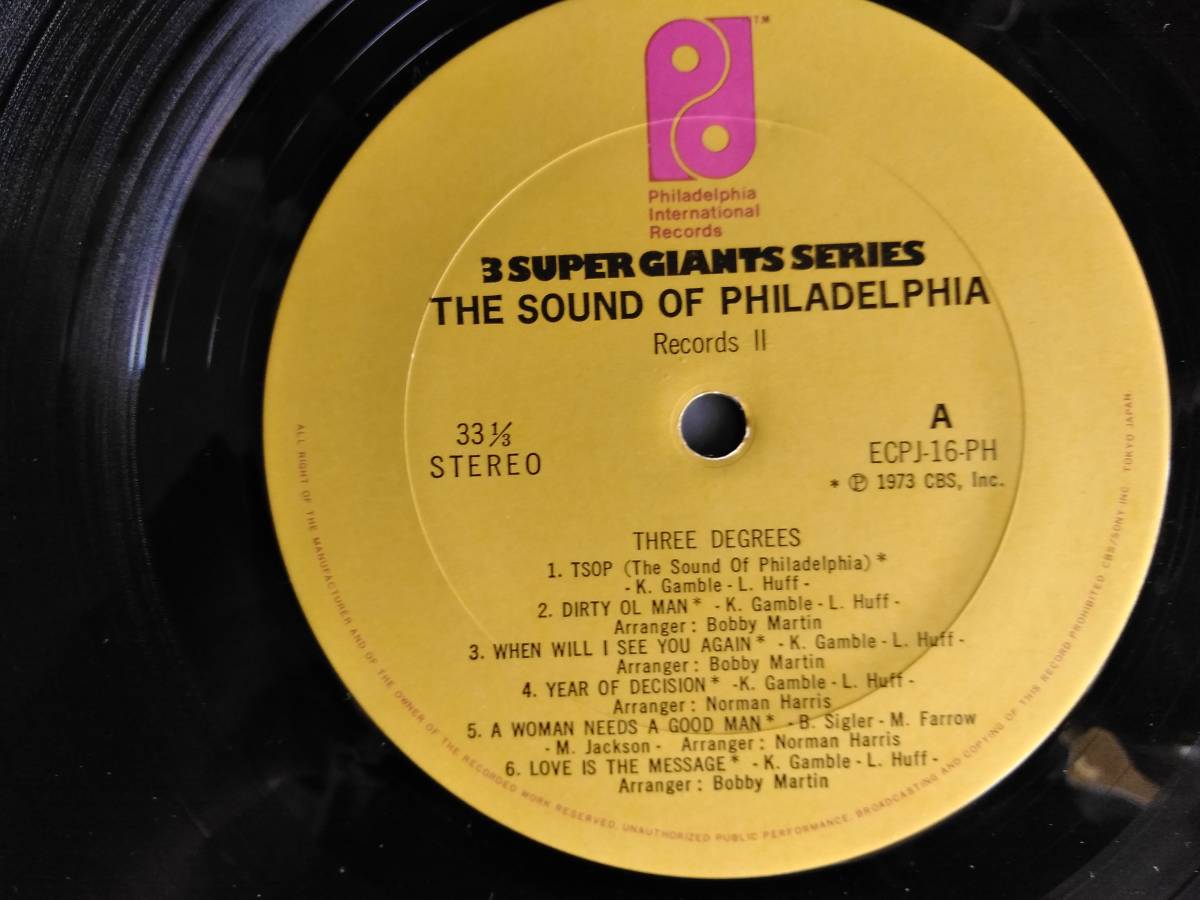 TM
Philadelphia
International
Records
3 SUPER GIANTS SERIES
THE SOUND OF PHILADELPHIA
Records II
33 1/3
STEREO
A
ECPJ-16-PH
* ℗ 1973 CBS, Inc.
THREE DEGREES
1. TSOP (The Sound Of Philadelphia)*
- K. Gamble - L. Huff -
2. DIRTY OL MAN* - K. Gamble - L. Huff -
Arranger: Bobby Martin
3. WHEN WILL I SEE YOU AGAIN* - K. Gamble - L. Huff -
Arranger: Bobby Martin
4. YEAR OF DECISION* -K. Gamble - L. Huff -
Arranger: Norman Harris
5. A WOMAN NEEDS A GOOD MAN* - B. Sigler - M. Farrow
- M. Jackson - Arranger: Norman Harris
6. LOVE IS THE MESSAGE* - K. Gamble - L. Huff -
Arranger: Bobby Martin
ALL RIGHT OF THE MANUFACTURER AND OF THE OWNER OF THE RECORDED WORK RESERVED. UNAUTHORIZED PUBLIC PERFORMANCE. BROADCASTING AND COPYING OF THIS RECORD PROHIBITED CBS/SONY INC. TOKYO JAPAN